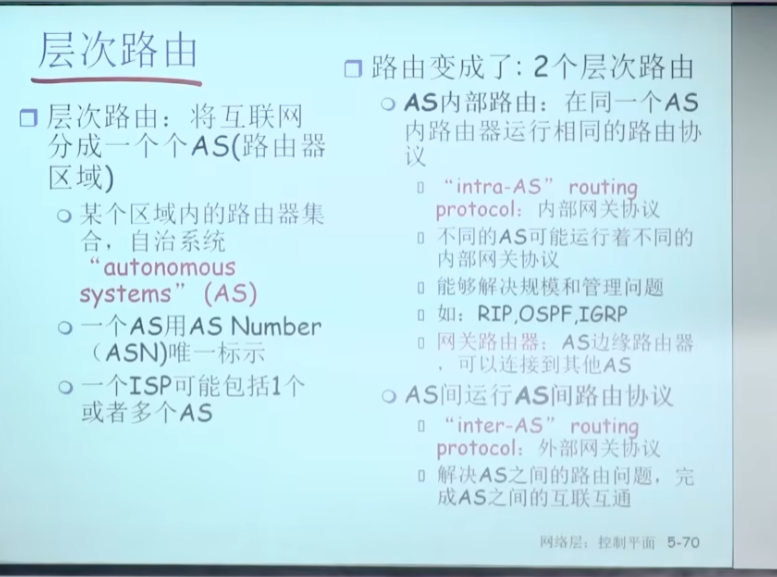 层次路由
层次路由：将互联网
分成一个个AS(路由器
区域)
某个区域内的路由器集
合，自治系统
“autonomous
systems” (AS)
一个AS用AS Number
（ASN)唯一标示
一个ISP可能包括1个
或者多个AS
路由变成了: 2个层次路由
AS内部路由：在同一个AS
内路由器运行相同的路由协
议
“intra-AS” routing
protocol：内部网关协议
不同的AS可能运行着不同的
内部网关协议
能够解决规模和管理问题
如：RIP,OSPF,IGRP
网关路由器：AS边缘路由器
，可以连接到其他AS
AS间运行AS间路由协议
“inter-AS” routing
protocol：外部网关协议
解决AS之间的路由问题，完
成AS之间的互联互通
网络层：控制平面 5-70